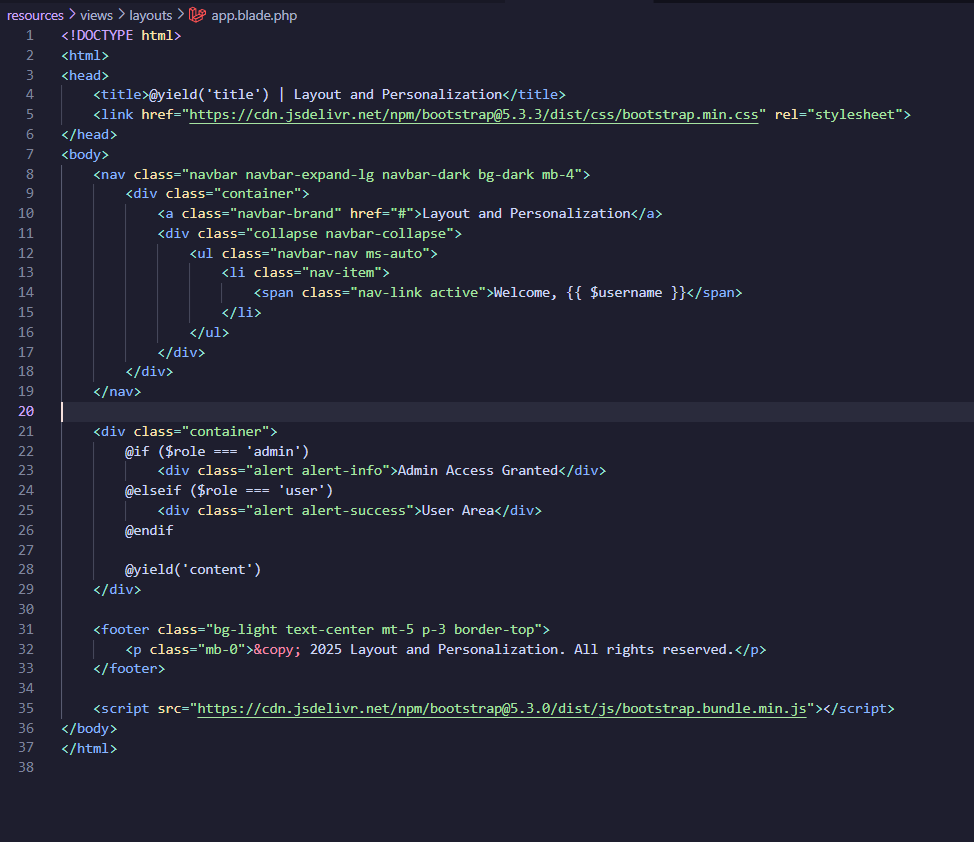 resources > views > layouts > app.blade.php
1 <!DOCTYPE html>
2 <html>
3 <head>
4     <title>@yield('title') | Layout and Personalization</title>
5     <link href="https://cdn.jsdelivr.net/npm/bootstrap@5.3.3/dist/css/bootstrap.min.css" rel="stylesheet">
6 </head>
7 <body>
8     <nav class="navbar navbar-expand-lg navbar-dark bg-dark mb-4">
9         <div class="container">
10             <a class="navbar-brand" href="#">Layout and Personalization</a>
11             <div class="collapse navbar-collapse">
12                 <ul class="navbar-nav ms-auto">
13                     <li class="nav-item">
14                         <span class="nav-link active">Welcome, {{ $username }}</span>
15                     </li>
16                 </ul>
17             </div>
18         </div>
19     </nav>
20
21     <div class="container">
22         @if ($role === 'admin')
23             <div class="alert alert-info">Admin Access Granted</div>
24         @elseif ($role === 'user')
25             <div class="alert alert-success">User Area</div>
26         @endif
27
28         @yield('content')
29     </div>
30
31     <footer class="bg-light text-center mt-5 p-3 border-top">
32         <p class="mb-0">&copy; 2025 Layout and Personalization. All rights reserved.</p>
33     </footer>
34
35     <script src="https://cdn.jsdelivr.net/npm/bootstrap@5.3.0/dist/js/bootstrap.bundle.min.js"></script>
36 </body>
37 </html>
38